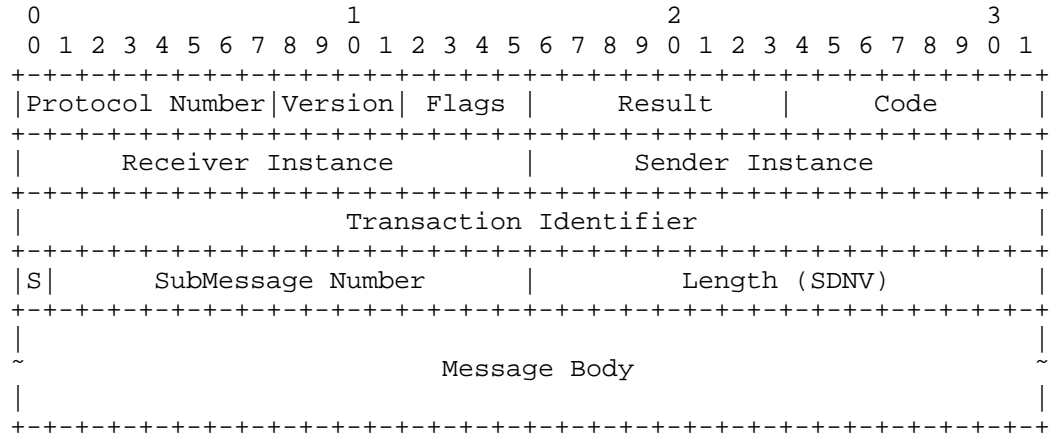 0                   1                   2                   3
 0 1 2 3 4 5 6 7 8 9 0 1 2 3 4 5 6 7 8 9 0 1 2 3 4 5 6 7 8 9 0 1
+-+-+-+-+-+-+-+-+-+-+-+-+-+-+-+-+-+-+-+-+-+-+-+-+-+-+-+-+-+-+-+-+
|Protocol Number|Version| Flags |     Result    |     Code      |
+-+-+-+-+-+-+-+-+-+-+-+-+-+-+-+-+-+-+-+-+-+-+-+-+-+-+-+-+-+-+-+-+
|      Receiver Instance        |      Sender Instance          |
+-+-+-+-+-+-+-+-+-+-+-+-+-+-+-+-+-+-+-+-+-+-+-+-+-+-+-+-+-+-+-+-+
|                    Transaction Identifier                     |
+-+-+-+-+-+-+-+-+-+-+-+-+-+-+-+-+-+-+-+-+-+-+-+-+-+-+-+-+-+-+-+-+
|S|      SubMessage Number      |         Length (SDNV)         |
+-+-+-+-+-+-+-+-+-+-+-+-+-+-+-+-+-+-+-+-+-+-+-+-+-+-+-+-+-+-+-+-+
|                                                               |
~                          Message Body                         ~
|                                                               |
+-+-+-+-+-+-+-+-+-+-+-+-+-+-+-+-+-+-+-+-+-+-+-+-+-+-+-+-+-+-+-+-+